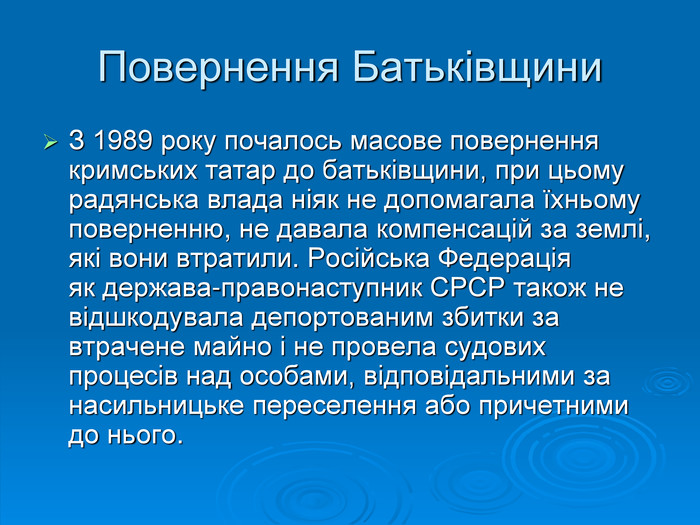 Повернення Батьківщини
З 1989 року почалось масове повернення
кримських татар до батьківщини, при цьому
радянська влада ніяк не допомагала їхньому
поверненню, не давала компенсацій за землі,
які вони втратили. Російська Федерація
як держава-правонаступник СРСР також не
відшкодувала депортованим збитки за
втрачене майно і не провела судових
процесів над особами, відповідальними за
насильницьке переселення або причетними
до нього.